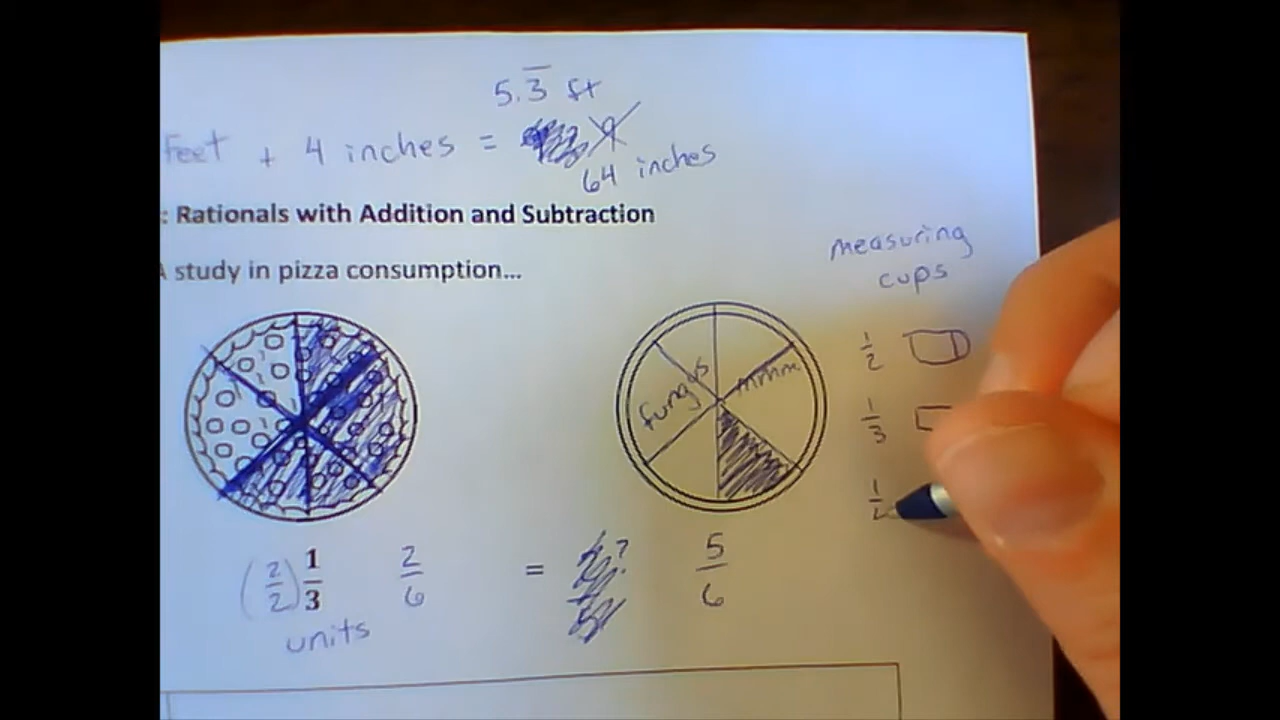 5.3̅ ft
feet + 4 inches =
64 inches
: Rationals with Addition and Subtraction
A study in pizza consumption...
measuring
cups
1/2
1/3
fungus
mmm
(2/2) 1/3 2/6 = ? 5/6
units